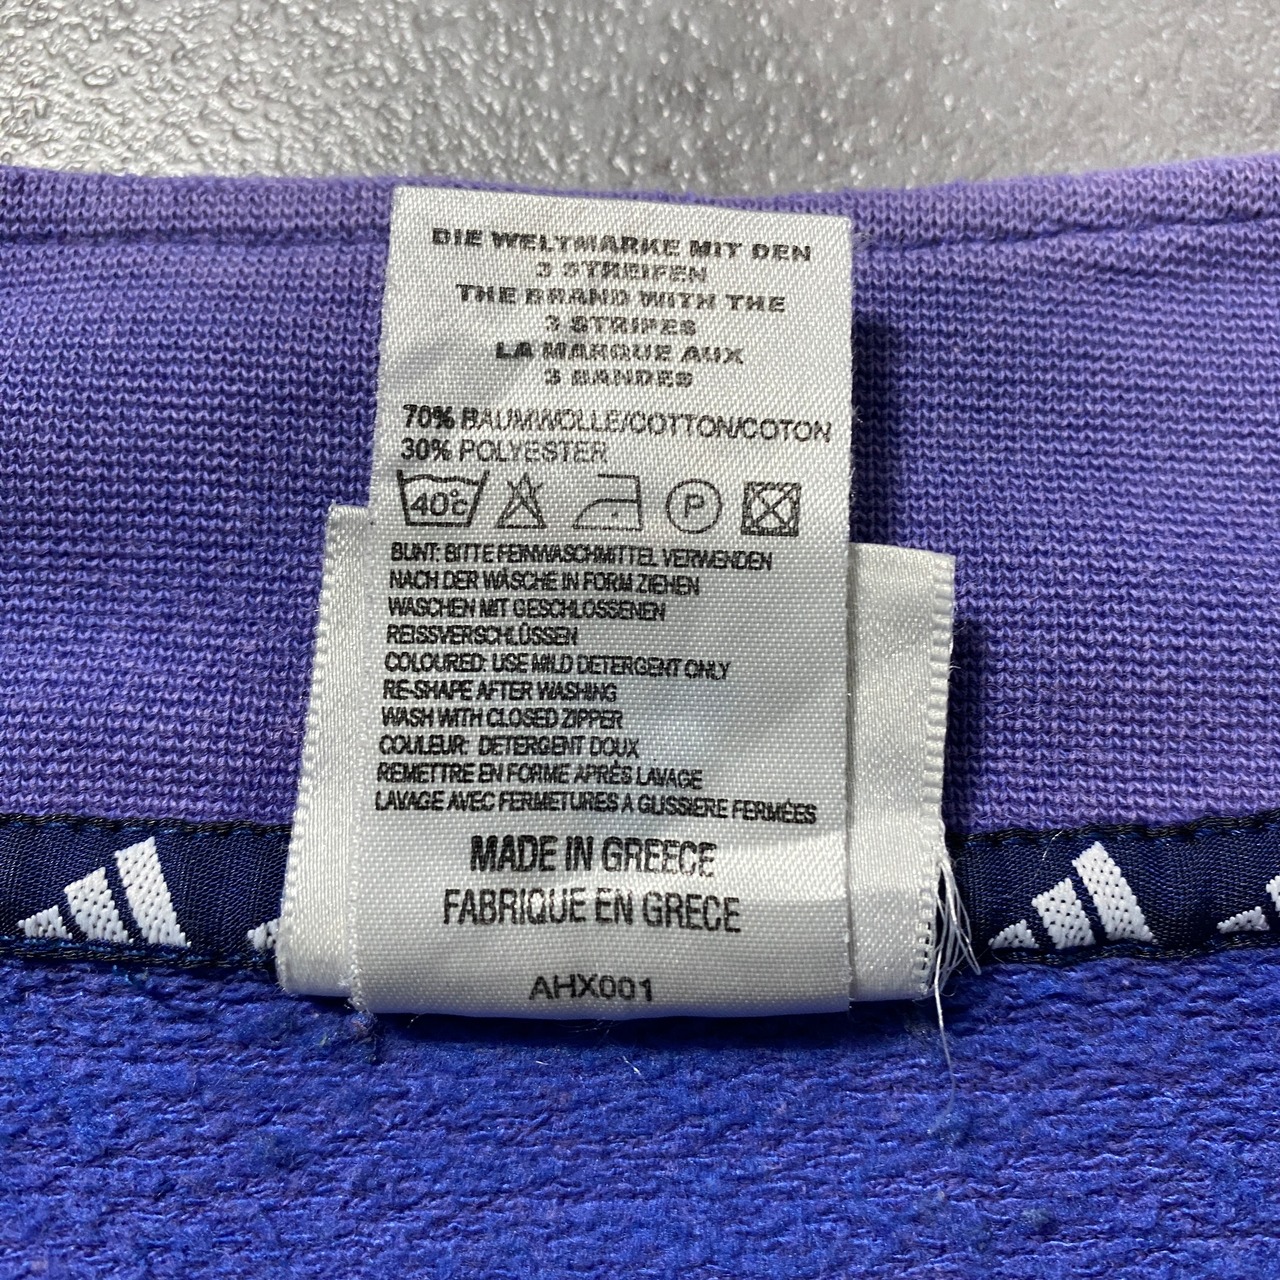 DIE WELTMARKE MIT DEN
3 STREIFEN
THE BRAND WITH THE
3 STRIPES
LA MARQUE AUX
3 BANDES
70% BAUMWOLLE/COTTON/COTON
30% POLYESTER
40°C P
BUNT: BITTE FEINWASCHMITTEL VERWENDEN
NACH DER WÄSCHE IN FORM ZIEHEN
WASCHEN MIT GESCHLOSSENEN
REISSVERSCHLÜSSEN
COLOURED: USE MILD DETERGENT ONLY
RE-SHAPE AFTER WASHING
WASH WITH CLOSED ZIPPER
COULEUR: DETERGENT DOUX
REMETTRE EN FORME APRÈS LAVAGE
LAVAGE AVEC FERMETURES A GLISSIERE FERMÉES
MADE IN GREECE
FABRIQUE EN GRECE
AHX001